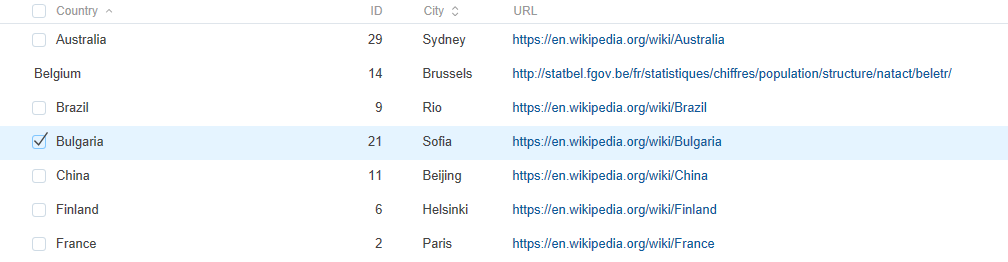 Country ID City URL
Australia 29 Sydney https://en.wikipedia.org/wiki/Australia
Belgium 14 Brussels http://statbel.fgov.be/fr/statistiques/chiffres/population/structure/natact/beletr/
Brazil 9 Rio https://en.wikipedia.org/wiki/Brazil
Bulgaria 21 Sofia https://en.wikipedia.org/wiki/Bulgaria
China 11 Beijing https://en.wikipedia.org/wiki/China
Finland 6 Helsinki https://en.wikipedia.org/wiki/Finland
France 2 Paris https://en.wikipedia.org/wiki/France